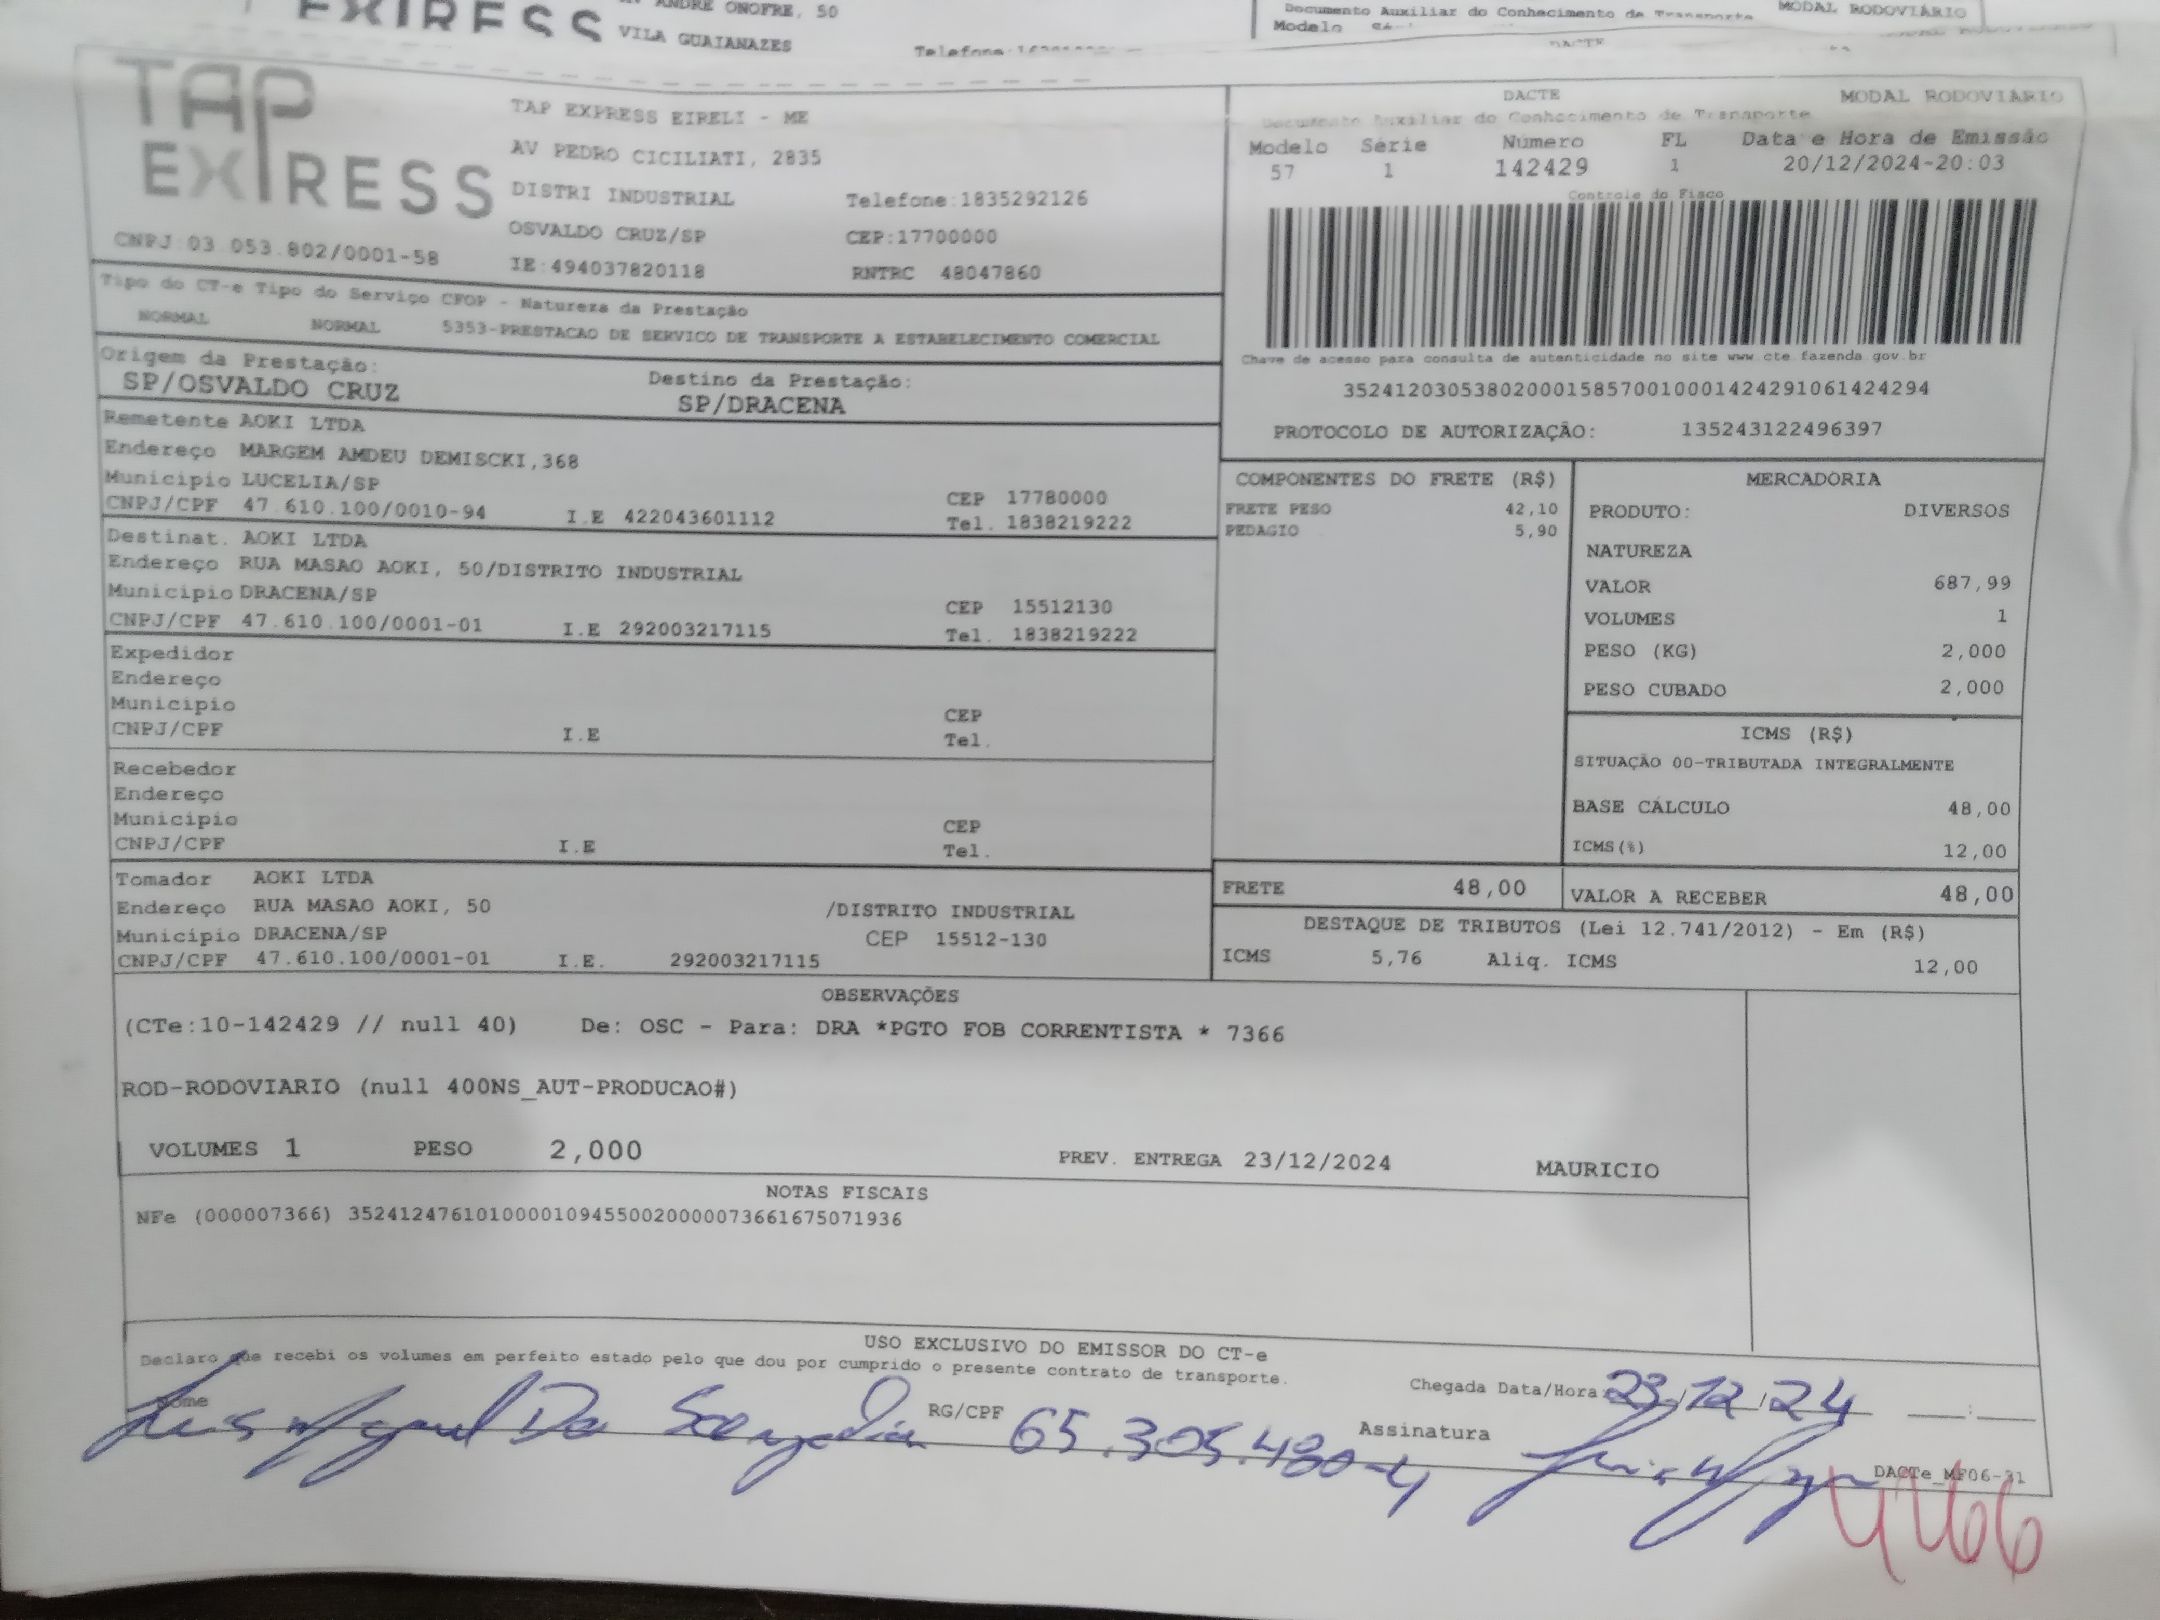 EXPRESS
ANDRE ONOFRE, 50
VILA GUAIANAZES
Documento Auxiliar do Conhecimento de Transporte
MODAL RODOVIÁRIO
Modelo
DACTE
TAP EXPRESS
TAP EXPRESS EIRELI - ME
AV PEDRO CICILIATI, 2835
DISTRI INDUSTRIAL Telefone:1835292126
OSVALDO CRUZ/SP CEP:17700000
CNPJ:03 053.802/0001-58 IE:494037820118 RNTRC 48047860
DACTE MODAL RODOVIÁRIO
Documento Auxiliar do Conhecimento de Transporte
Modelo Série Número FL Data e Hora de Emissão
57 1 142429 1 20/12/2024-20:03
Controle do Fisco
Chave de acesso para consulta de autenticidade no site www.cte.fazenda.gov.br
35241203053802000158570010001424291061424294
PROTOCOLO DE AUTORIZAÇÃO: 135243122496397
Tipo do CT-e Tipo do Serviço CFOP - Natureza da Prestação
NORMAL NORMAL 5353-PRESTACAO DE SERVICO DE TRANSPORTE A ESTABELECIMENTO COMERCIAL
Origem da Prestação: Destino da Prestação:
SP/OSVALDO CRUZ SP/DRACENA
Remetente AOKI LTDA
Endereço MARGEM AMDEU DEMISCKI,368
Município LUCELIA/SP CEP 17780000
CNPJ/CPF 47.610.100/0010-94 I.E 422043601112 Tel. 1838219222
Destinat. AOKI LTDA
Endereço RUA MASAO AOKI, 50/DISTRITO INDUSTRIAL
Município DRACENA/SP CEP 15512130
CNPJ/CPF 47.610.100/0001-01 I.E 292003217115 Tel. 1838219222
Expedidor
Endereço
Município CEP
CNPJ/CPF I.E Tel.
Recebedor
Endereço
Município CEP
CNPJ/CPF I.E Tel.
Tomador AOKI LTDA
Endereço RUA MASAO AOKI, 50 /DISTRITO INDUSTRIAL
Município DRACENA/SP CEP 15512-130
CNPJ/CPF 47.610.100/0001-01 I.E. 292003217115
COMPONENTES DO FRETE (R$)
FRETE PESO 42,10
PEDAGIO 5,90
MERCADORIA
PRODUTO: DIVERSOS
NATUREZA
VALOR 687,99
VOLUMES 1
PESO (KG) 2,000
PESO CUBADO 2,000
ICMS (R$)
SITUAÇÃO 00-TRIBUTADA INTEGRALMENTE
BASE CÁLCULO 48,00
ICMS(%) 12,00
FRETE 48,00 VALOR A RECEBER 48,00
DESTAQUE DE TRIBUTOS (Lei 12.741/2012) - Em (R$)
ICMS 5,76 Aliq. ICMS 12,00
OBSERVAÇÕES
(CTe:10-142429 // null 40) De: OSC - Para: DRA *PGTO FOB CORRENTISTA * 7366
ROD-RODOVIARIO (null 400NS_AUT-PRODUCAO#)
VOLUMES 1 PESO 2,000 PREV. ENTREGA 23/12/2024 MAURICIO
NOTAS FISCAIS
NFe (000007366) 35241247610100001094550020000073661675071936
USO EXCLUSIVO DO EMISSOR DO CT-e
Declaro que recebi os volumes em perfeito estado pelo que dou por cumprido o presente contrato de transporte.
Chegada Data/Hora: 23/12/24
Nome Luis Miguel Da RG/CPF 65.305.480-4 Assinatura
DACTe_MF06-31